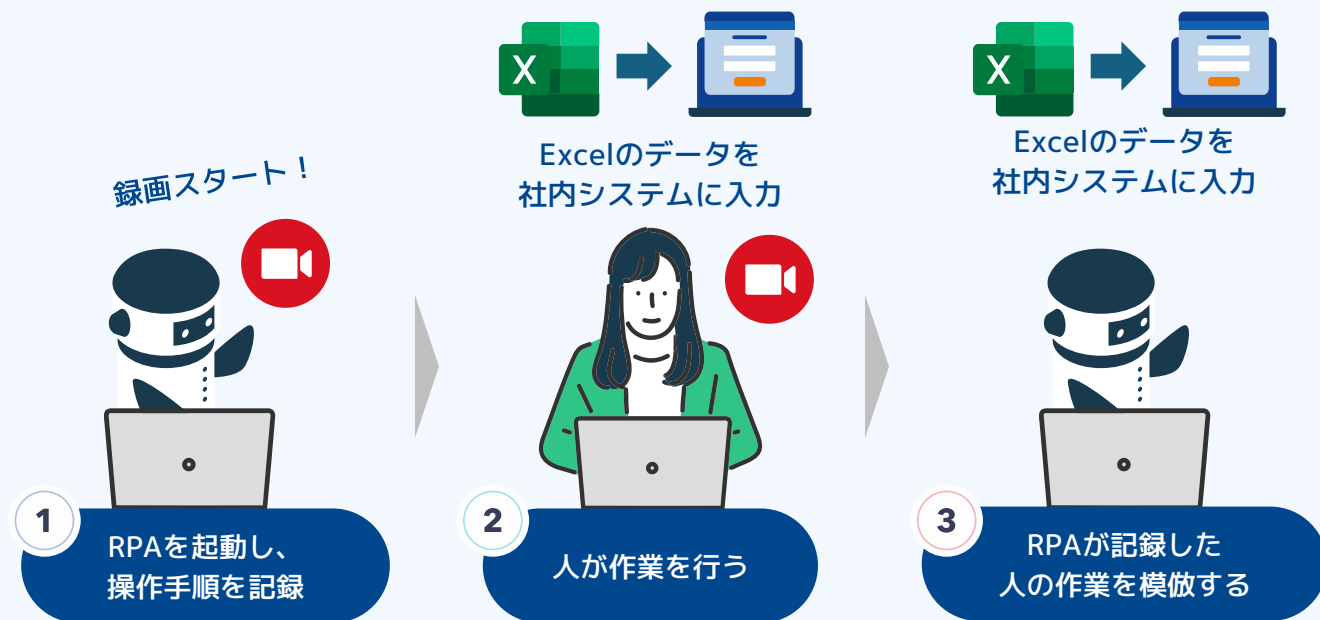 録画スタート！
1
RPAを起動し、
操作手順を記録
X
Excelのデータを
社内システムに入力
2
人が作業を行う
X
Excelのデータを
社内システムに入力
3
RPAが記録した
人の作業を模倣する